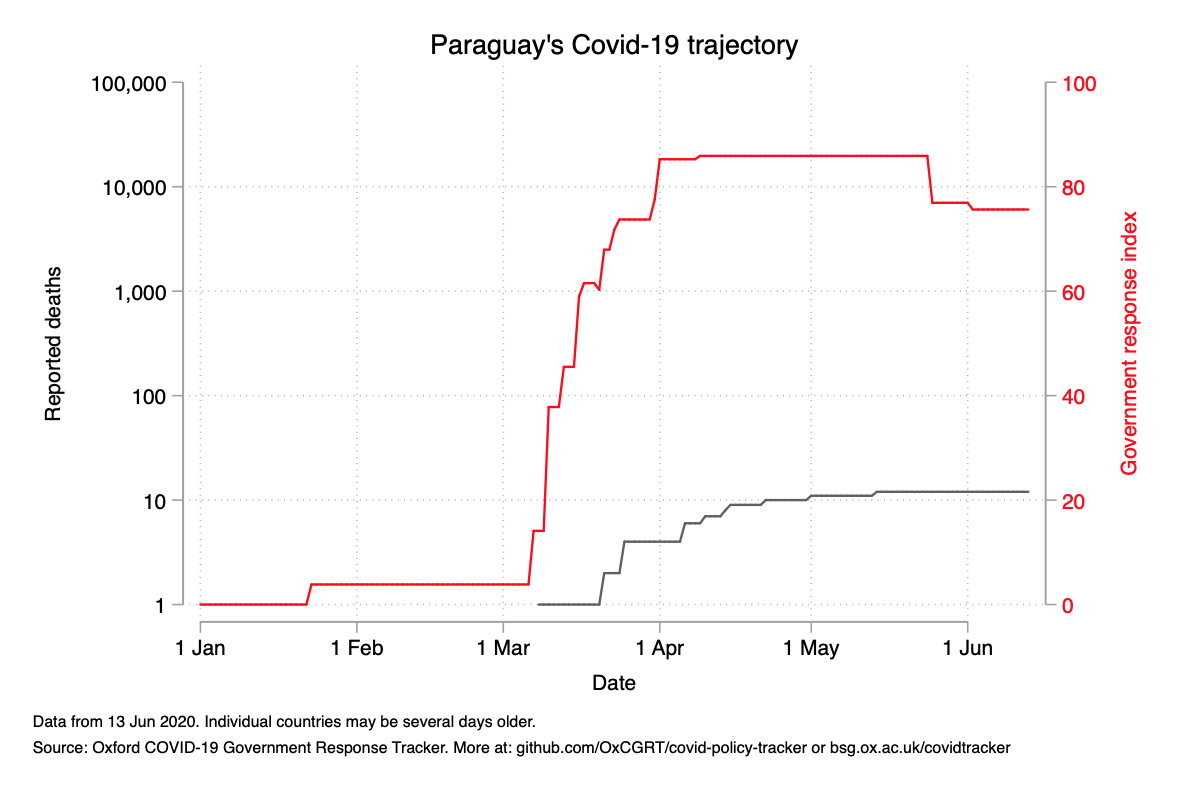 Paraguay's Covid-19 trajectory
100,000
10,000
1,000
100
10
1
Reported deaths
100
80
60
40
20
0
Government response index
1 Jan 1 Feb 1 Mar 1 Apr 1 May 1 Jun
Date
Data from 13 Jun 2020. Individual countries may be several days older.
Source: Oxford COVID-19 Government Response Tracker. More at: github.com/OxCGRT/covid-policy-tracker or bsg.ox.ac.uk/covidtracker